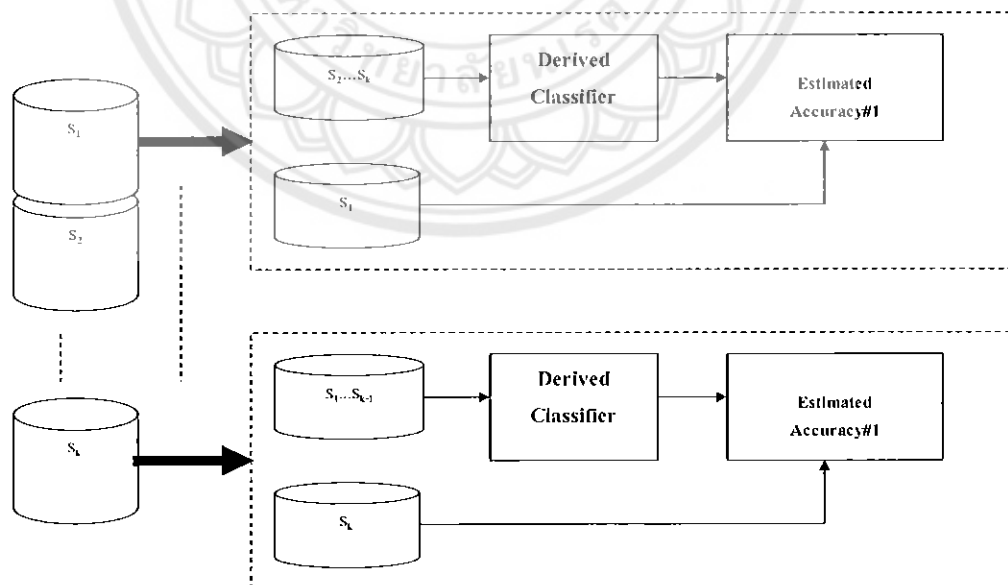 S₂...Sₖ
Derived
Classifier
Estimated
Accuracy#1
S₁
S₁
S₂
S₁...Sₖ₋₁
Derived
Classifier
Estimated
Accuracy#1
Sₖ
Sₖ